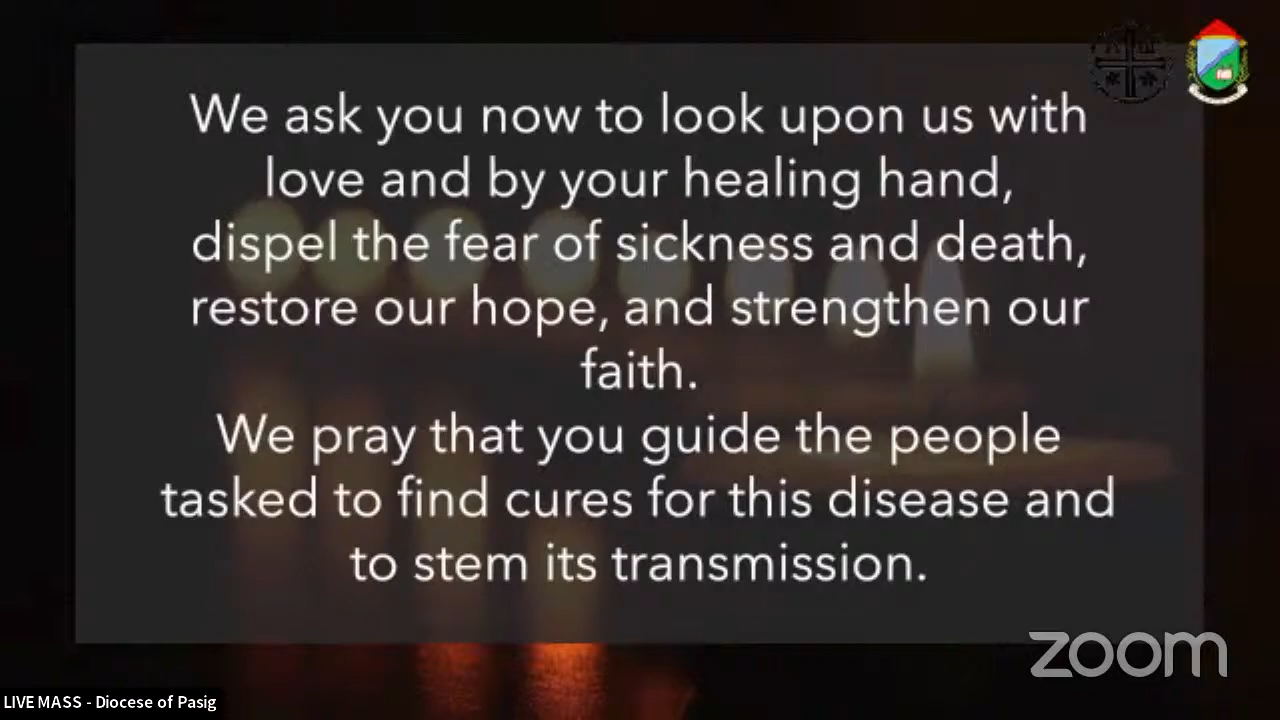 We ask you now to look upon us with
love and by your healing hand,
dispel the fear of sickness and death,
restore our hope, and strengthen our
faith.
We pray that you guide the people
tasked to find cures for this disease and
to stem its transmission.
zoom
LIVE MASS - Diocese of Pasig